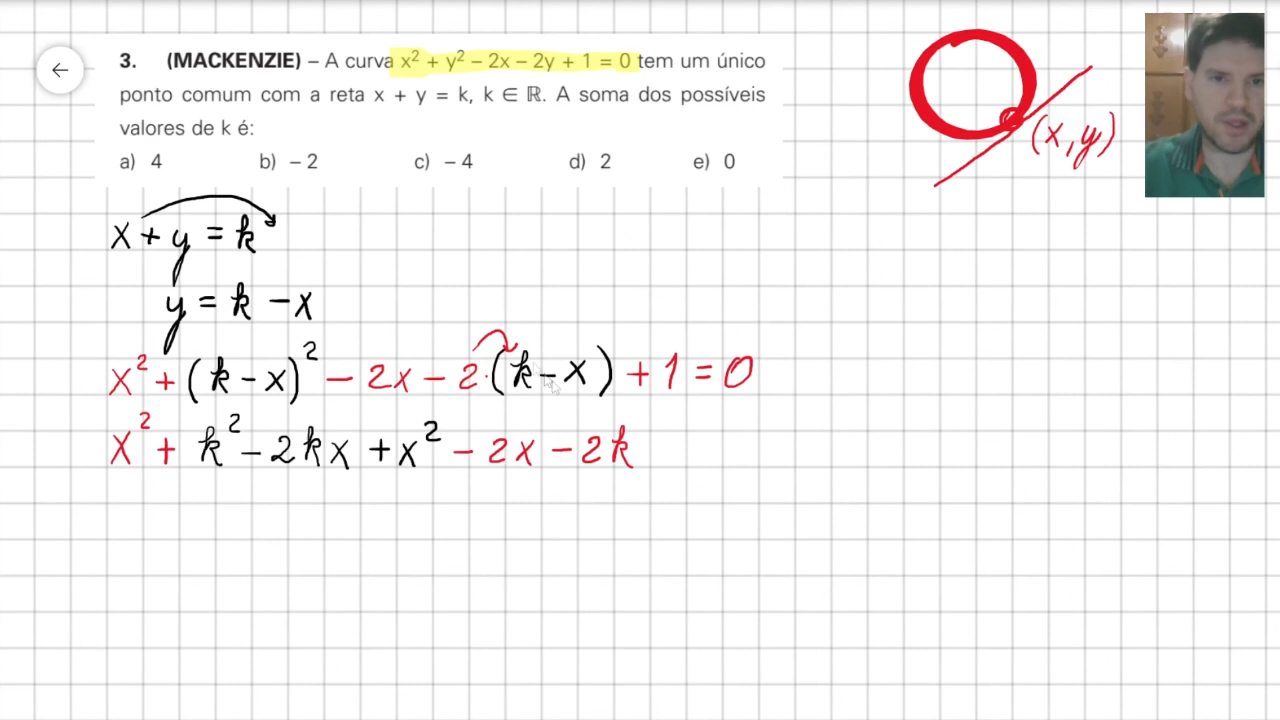 3. (MACKENZIE) – A curva x² + y² – 2x – 2y + 1 = 0 tem um único
ponto comum com a reta x + y = k, k ∈ ℝ. A soma dos possíveis
valores de k é:
a) 4 b) – 2 c) – 4 d) 2 e) 0
(x,y)
x + y = k
y = k - x
x² + (k - x)² - 2x - 2·(k - x) + 1 = 0
x² + k² - 2kx + x² - 2x - 2k